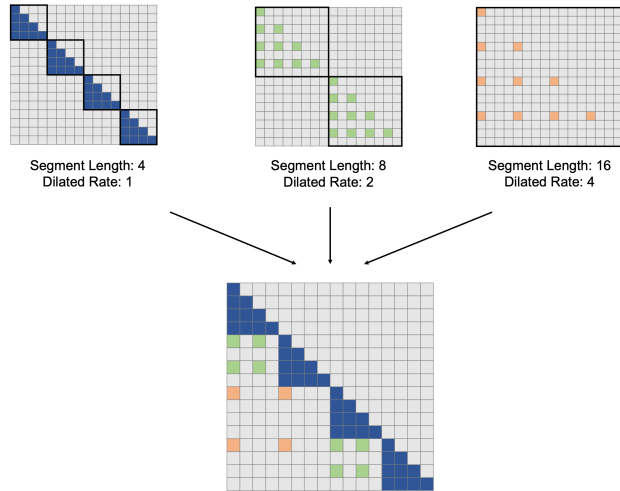 Segment Length: 4
Dilated Rate: 1
Segment Length: 8
Dilated Rate: 2
Segment Length: 16
Dilated Rate: 4